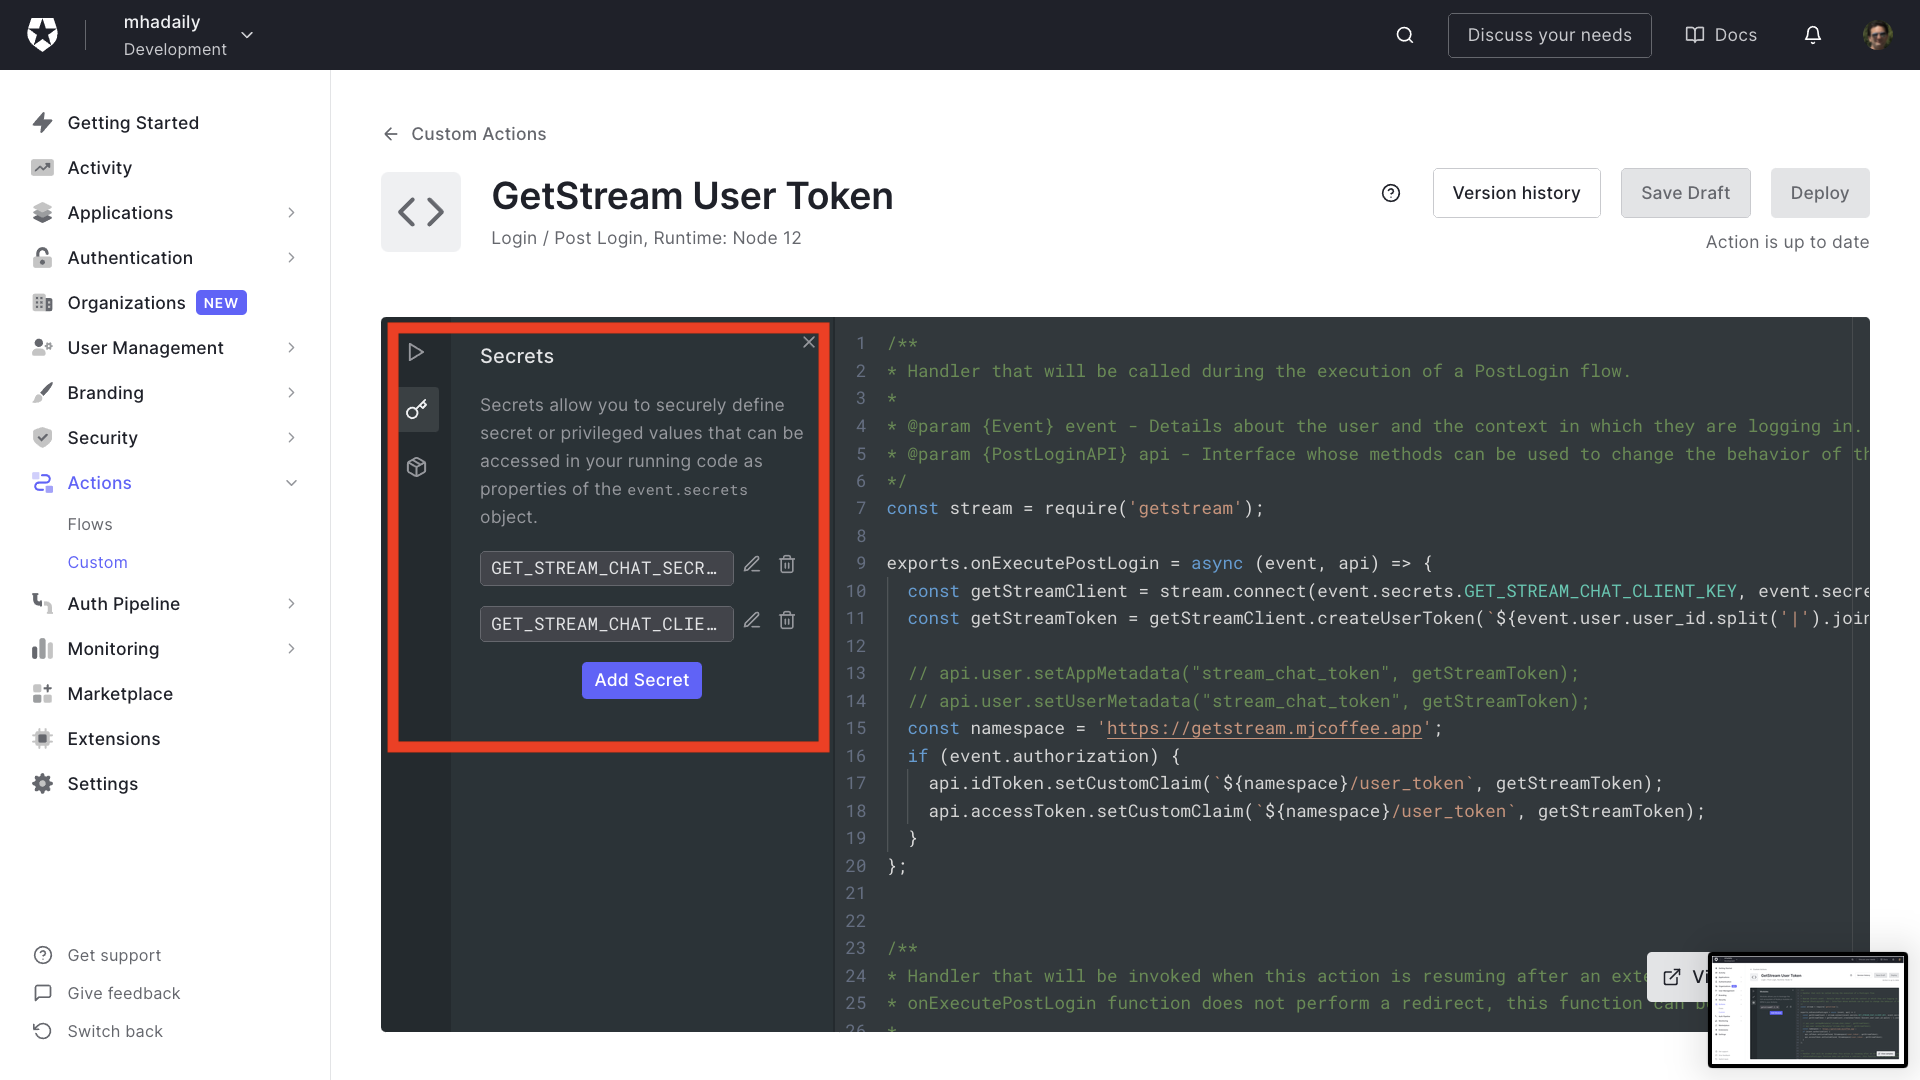 mhadaily
Development
Discuss your needs
Docs
Getting Started
Activity
Applications
Authentication
Organizations NEW
User Management
Branding
Security
Actions
Flows
Custom
Auth Pipeline
Monitoring
Marketplace
Extensions
Settings
Get support
Give feedback
Switch back
Custom Actions
GetStream User Token
Login / Post Login, Runtime: Node 12
Version history
Save Draft
Deploy
Action is up to date
Secrets
Secrets allow you to securely define
secret or privileged values that can be
accessed in your running code as
properties of the event.secrets
object.
GET_STREAM_CHAT_SECR…
GET_STREAM_CHAT_CLIE…
Add Secret
1 /**
2 * Handler that will be called during the execution of a PostLogin flow.
3 *
4 * @param {Event} event - Details about the user and the context in which they are logging in.
5 * @param {PostLoginAPI} api - Interface whose methods can be used to change the behavior of th
6 */
7 const stream = require('getstream');
8
9 exports.onExecutePostLogin = async (event, api) => {
10 const getStreamClient = stream.connect(event.secrets.GET_STREAM_CHAT_CLIENT_KEY, event.secre
11 const getStreamToken = getStreamClient.createUserToken(`${event.user.user_id.split('|').join
12
13 // api.user.setAppMetadata("stream_chat_token", getStreamToken);
14 // api.user.setUserMetadata("stream_chat_token", getStreamToken);
15 const namespace = 'https://getstream.mjcoffee.app';
16 if (event.authorization) {
17 api.idToken.setCustomClaim(`${namespace}/user_token`, getStreamToken);
18 api.accessToken.setCustomClaim(`${namespace}/user_token`, getStreamToken);
19 }
20 };
21
22
23 /**
24 * Handler that will be invoked when this action is resuming after an exte
25 * onExecutePostLogin function does not perform a redirect, this function can b
26 *
Vi